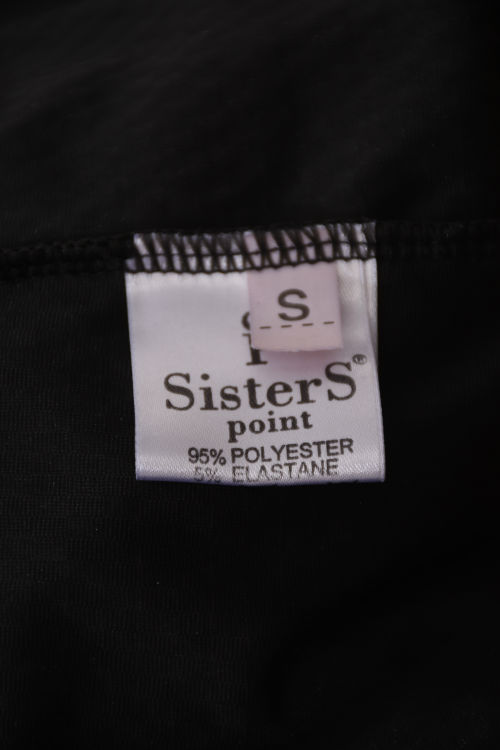 S
SisterS®
point
95% POLYESTER
5% ELASTANE